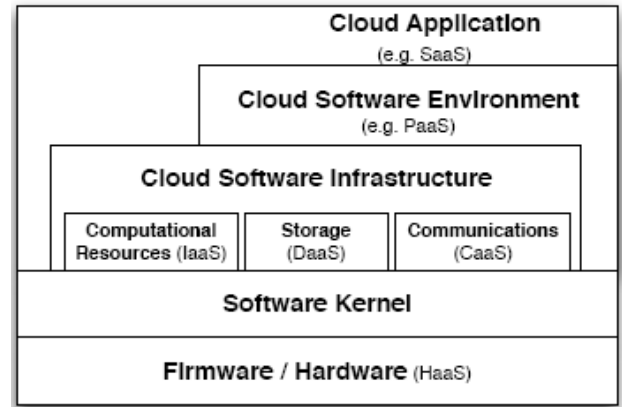 Cloud Application
(e.g. SaaS)
Cloud Software Environment
(e.g. PaaS)
Cloud Software Infrastructure
Computational
Resources (IaaS)
Storage
(DaaS)
Communications
(CaaS)
Software Kernel
Firmware / Hardware (HaaS)